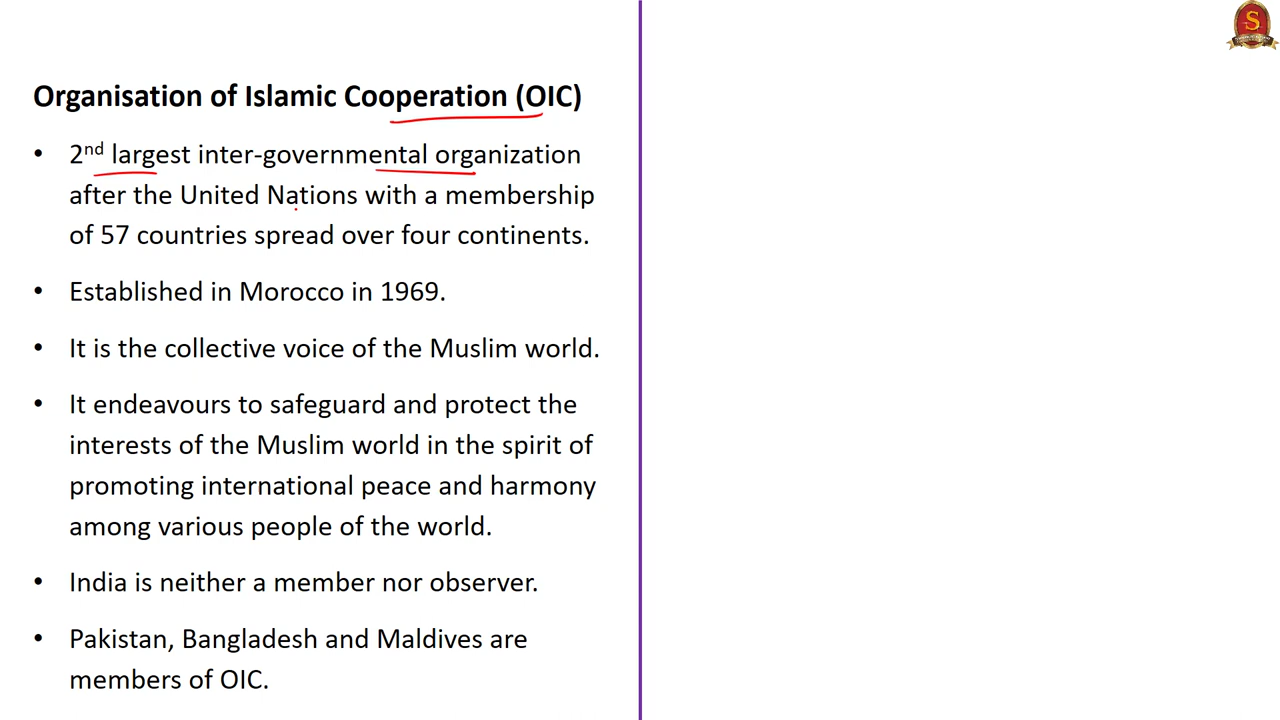 Organisation of Islamic Cooperation (OIC)
• 2nd largest inter-governmental organization
after the United Nations with a membership
of 57 countries spread over four continents.
• Established in Morocco in 1969.
• It is the collective voice of the Muslim world.
• It endeavours to safeguard and protect the
interests of the Muslim world in the spirit of
promoting international peace and harmony
among various people of the world.
• India is neither a member nor observer.
• Pakistan, Bangladesh and Maldives are
members of OIC.
S